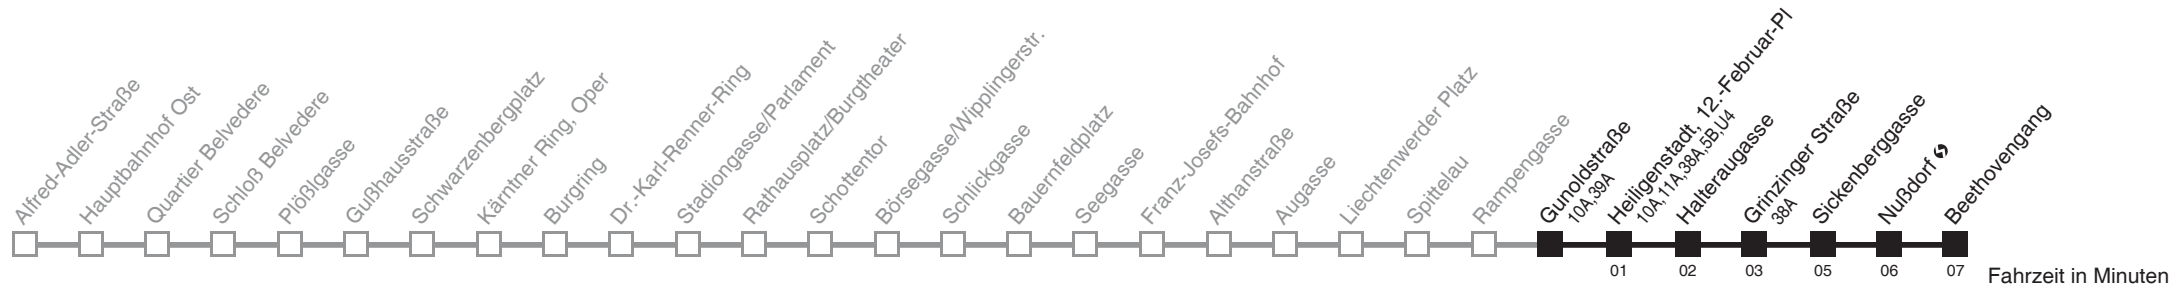 Alfred-Adler-Straße
Hauptbahnhof Ost
Quartier Belvedere
Schloß Belvedere
Plößlgasse
Gußhausstraße
Schwarzenbergplatz
Kärntner Ring, Oper
Burgring
Dr.-Karl-Renner-Ring
Stadiongasse/Parlament
Rathausplatz/Burgtheater
Schottentor
Börsegasse/Wipplingerstr.
Schlickgasse
Bauernfeldplatz
Seegasse
Franz-Josefs-Bahnhof
Althanstraße
Augasse
Liechtenwerder Platz
Spittelau
Rampengasse
Gunoldstraße
10A,39A
Heiligenstadt, 12.-Februar-Pl
10A,11A,38A,5B,U4
Halteraugasse
Grinzinger Straße
38A
Sickenberggasse
Nußdorf
Beethovengang
01 02 03 05 06 07
Fahrzeit in Minuten